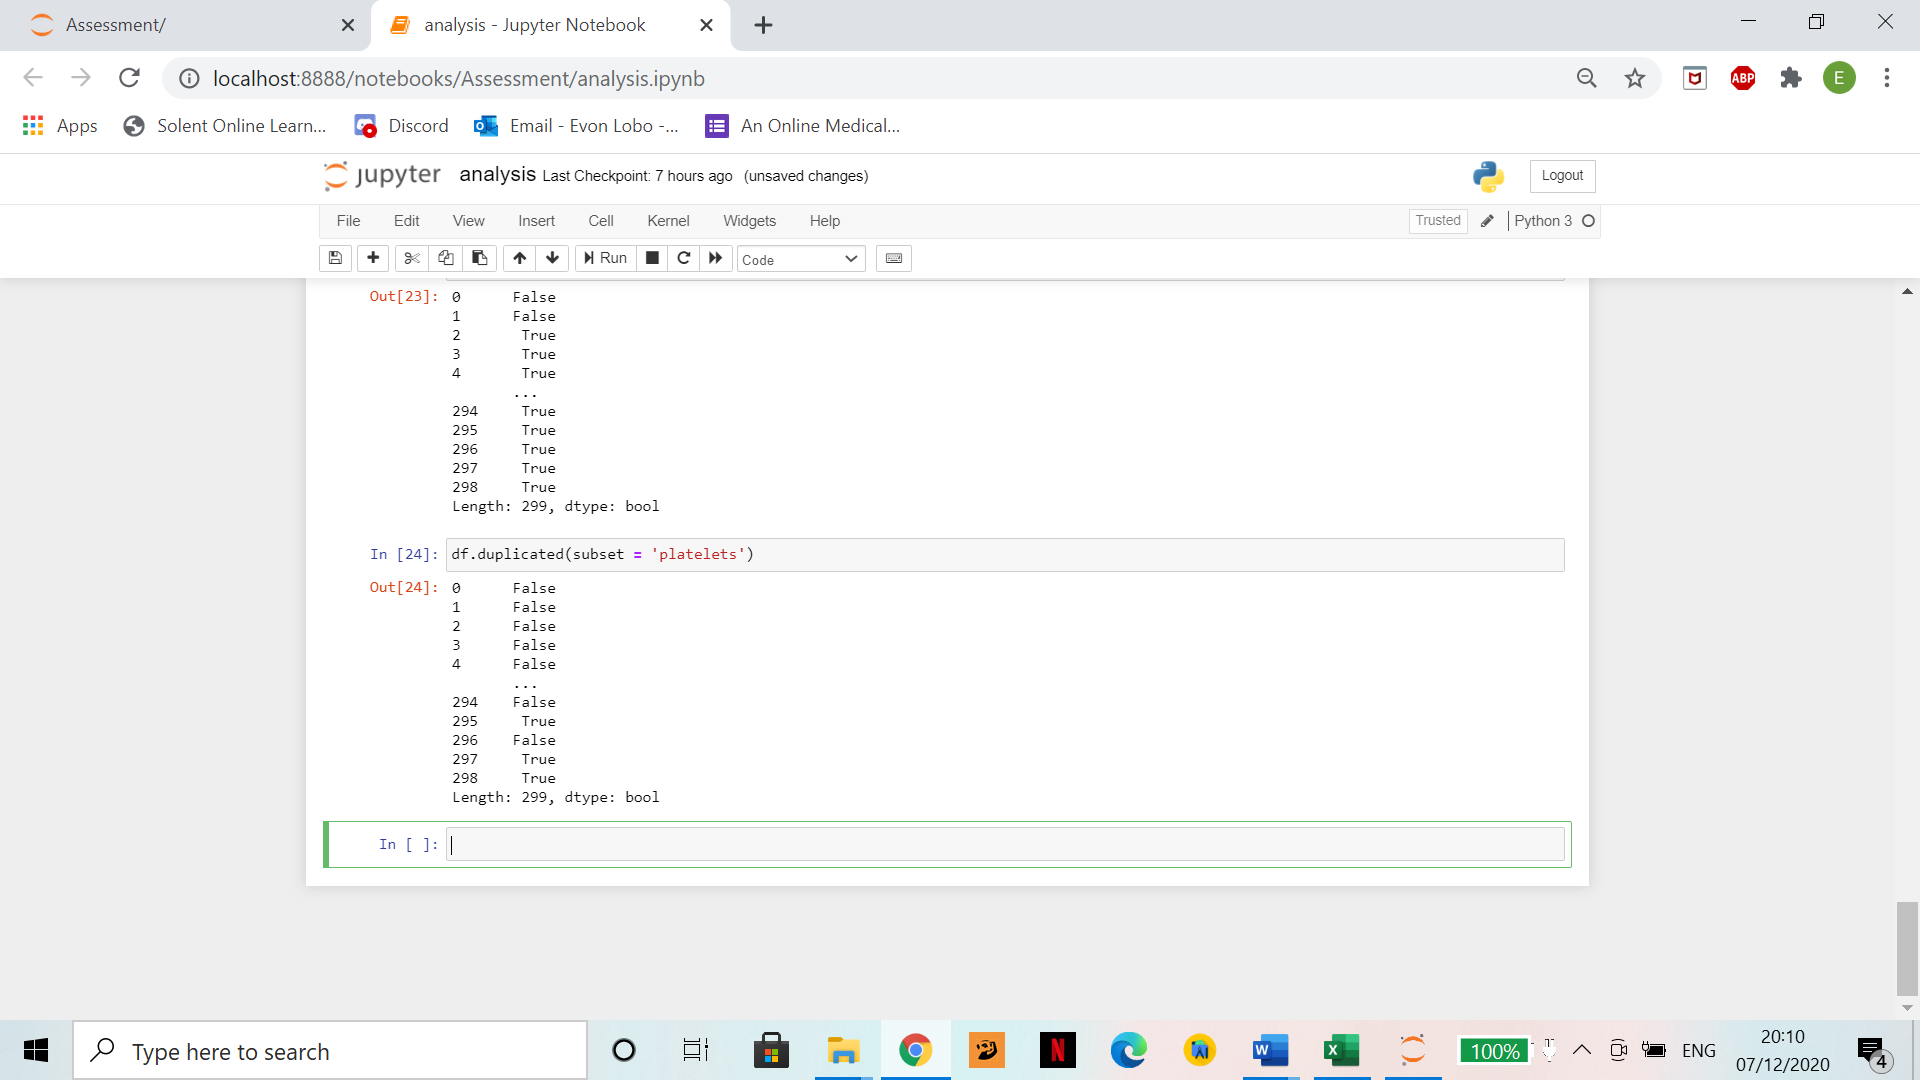 Assessment/
analysis - Jupyter Notebook
localhost:8888/notebooks/Assessment/analysis.ipynb
ABP
E
Apps
Solent Online Learn...
Discord
Email - Evon Lobo -...
An Online Medical...
jupyter analysis Last Checkpoint: 7 hours ago (unsaved changes)
Logout
File Edit View Insert Cell Kernel Widgets Help
Trusted
Python 3
Run
Code
Out[23]: 0 False
1 False
2 True
3 True
4 True
...
294 True
295 True
296 True
297 True
298 True
Length: 299, dtype: bool
In [24]: df.duplicated(subset = 'platelets')
Out[24]: 0 False
1 False
2 False
3 False
4 False
...
294 False
295 True
296 False
297 True
298 True
Length: 299, dtype: bool
In [ ]:
Type here to search
N
W
X
100%
ENG
20:10
07/12/2020
4